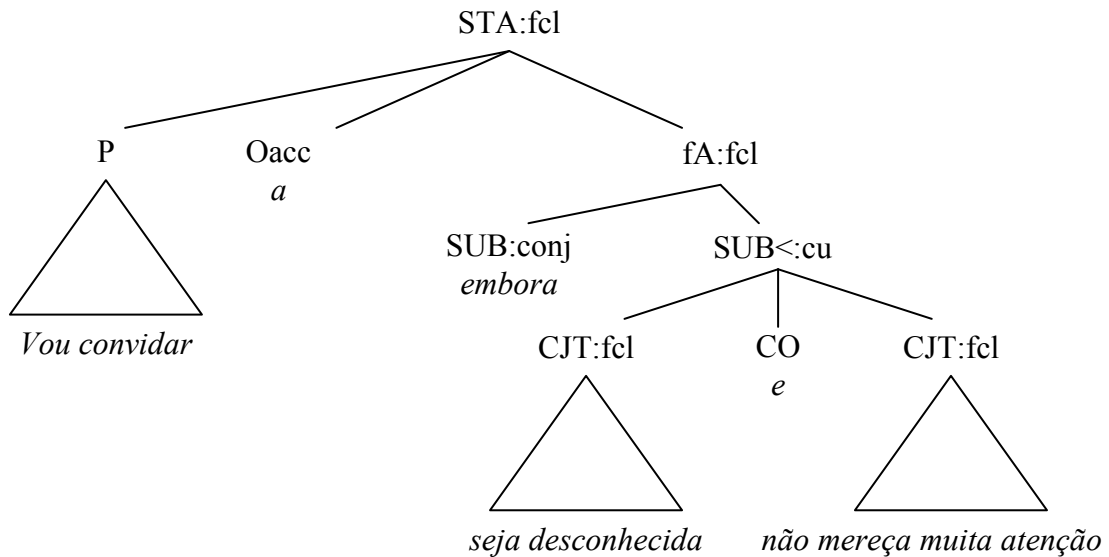 STA:fcl
P Oacc fA:fcl
a
SUB:conj SUB<:cu
embora
Vou convidar
CJT:fcl CO CJT:fcl
e
seja desconhecida não mereça muita atenção